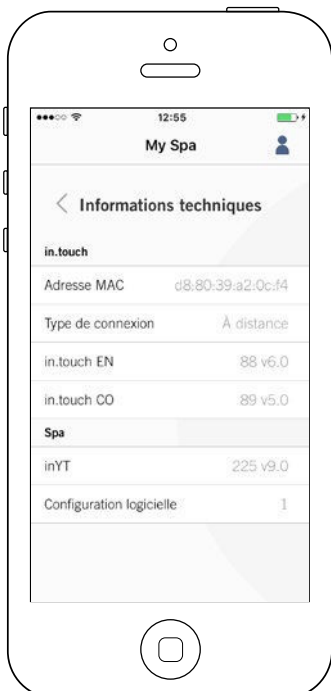 12:55
My Spa
Informations techniques
in.touch
Adresse MAC d8:80:39:a2:0c:f4
Type de connexion À distance
in.touch EN 88 v6.0
in.touch CO 89 v5.0
Spa
inYT 225 v9.0
Configuration logicielle 1